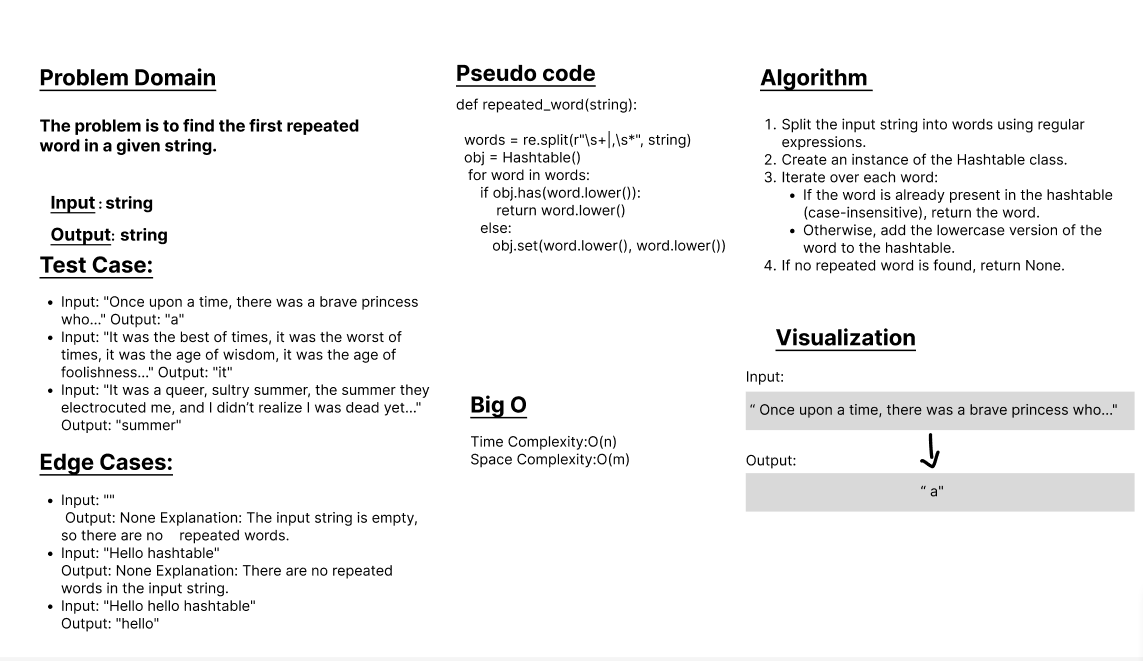 Problem Domain
The problem is to find the first repeated
word in a given string.
Input : string
Output: string
Test Case:
• Input: "Once upon a time, there was a brave princess
who..." Output: "a"
• Input: "It was the best of times, it was the worst of
times, it was the age of wisdom, it was the age of
foolishness..." Output: "it"
• Input: "It was a queer, sultry summer, the summer they
electrocuted me, and I didn’t realize I was dead yet..."
Output: "summer"
Edge Cases:
• Input: ""
Output: None Explanation: The input string is empty,
so there are no repeated words.
• Input: "Hello hashtable"
Output: None Explanation: There are no repeated
words in the input string.
• Input: "Hello hello hashtable"
Output: "hello"
Pseudo code
def repeated_word(string):
words = re.split(r"\s+|,\s*", string)
obj = Hashtable()
for word in words:
if obj.has(word.lower()):
return word.lower()
else:
obj.set(word.lower(), word.lower())
Big O
Time Complexity:O(n)
Space Complexity:O(m)
Algorithm
1. Split the input string into words using regular
expressions.
2. Create an instance of the Hashtable class.
3. Iterate over each word:
• If the word is already present in the hashtable
(case-insensitive), return the word.
• Otherwise, add the lowercase version of the
word to the hashtable.
4. If no repeated word is found, return None.
Visualization
Input:
“ Once upon a time, there was a brave princess who..."
Output:
“ a"